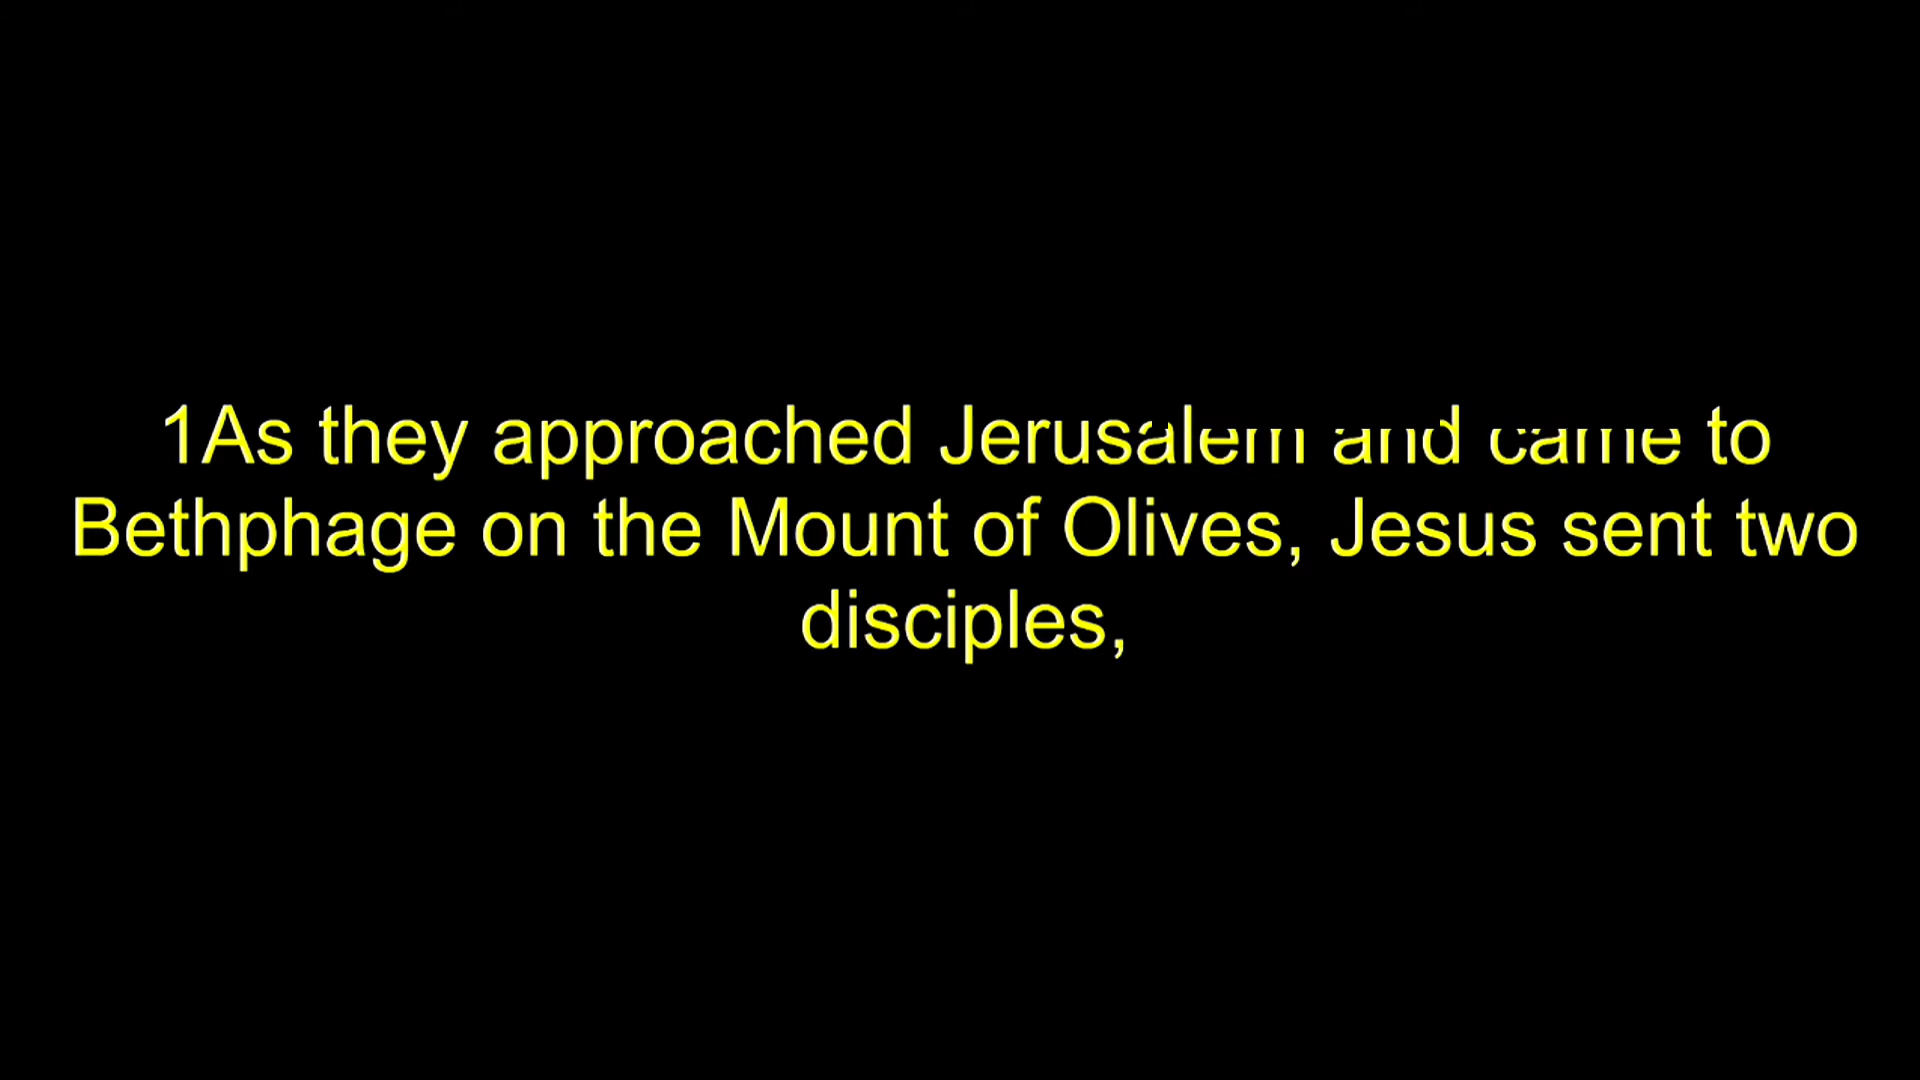 1As they approached Jerusalem and came to
Bethphage on the Mount of Olives, Jesus sent two
disciples,